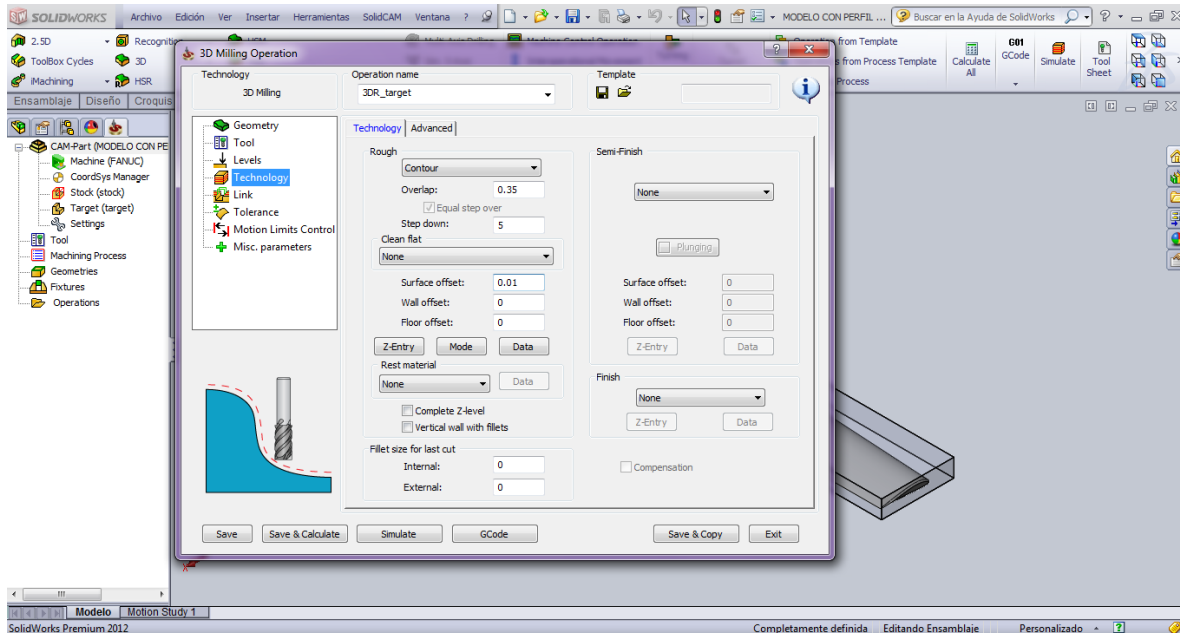 SOLIDWORKS Archivo Edición Ver Insertar Herramientas SolidCAM Ventana ? MODELO CON PERFIL ... Buscar en la Ayuda de SolidWorks
2.5D Recognitio
from Template
ToolBox Cycles 3D
s from Process Template Calculate All G01 GCode Simulate Tool Sheet
iMachining HSR
Process
Ensamblaje Diseño Croquis
CAM-Part (MODELO CON PE
Machine (FANUC)
CoordSys Manager
Stock (stock)
Target (target)
Settings
Tool
Machining Process
Geometries
Fixtures
Operations
3D Milling Operation
Technology
3D Milling
Operation name
3DR_target
Template
Geometry
Tool
Levels
Technology
Link
Tolerance
Motion Limits Control
Misc. parameters
Technology Advanced
Rough
Contour
Overlap: 0.35
Equal step over
Step down: 5
Clean flat
None
Surface offset: 0.01
Wall offset: 0
Floor offset: 0
Z-Entry Mode Data
Rest material
None Data
Complete Z-level
Vertical wall with fillets
Fillet size for last cut
Internal: 0
External: 0
Semi-Finish
None
Plunging
Surface offset: 0
Wall offset: 0
Floor offset: 0
Z-Entry Data
Finish
None
Z-Entry Data
Compensation
Save Save & Calculate Simulate GCode Save & Copy Exit
Modelo Motion Study 1
SolidWorks Premium 2012 Completamente definida Editando Ensamblaje Personalizado